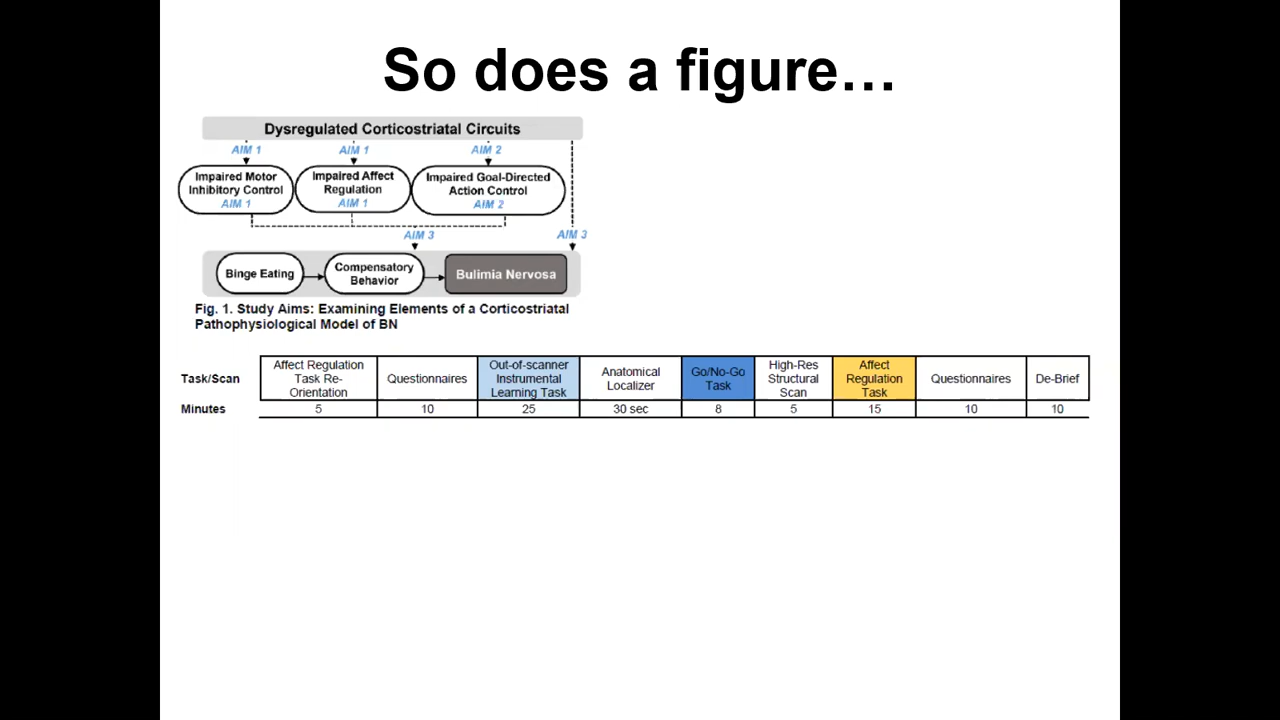 So does a figure…
Dysregulated Corticostriatal Circuits
AIM 1 AIM 1 AIM 2
Impaired Motor
Inhibitory Control
AIM 1
Impaired Affect
Regulation
AIM 1
Impaired Goal-Directed
Action Control
AIM 2
AIM 3 AIM 3
Binge Eating
Compensatory
Behavior
Bulimia Nervosa
Fig. 1. Study Aims: Examining Elements of a Corticostriatal
Pathophysiological Model of BN
Task/Scan
Affect Regulation
Task Re-
Orientation
Questionnaires
Out-of-scanner
Instrumental
Learning Task
Anatomical
Localizer
Go/No-Go
Task
High-Res
Structural
Scan
Affect
Regulation
Task
Questionnaires
De-Brief
Minutes 5 10 25 30 sec 8 5 15 10 10